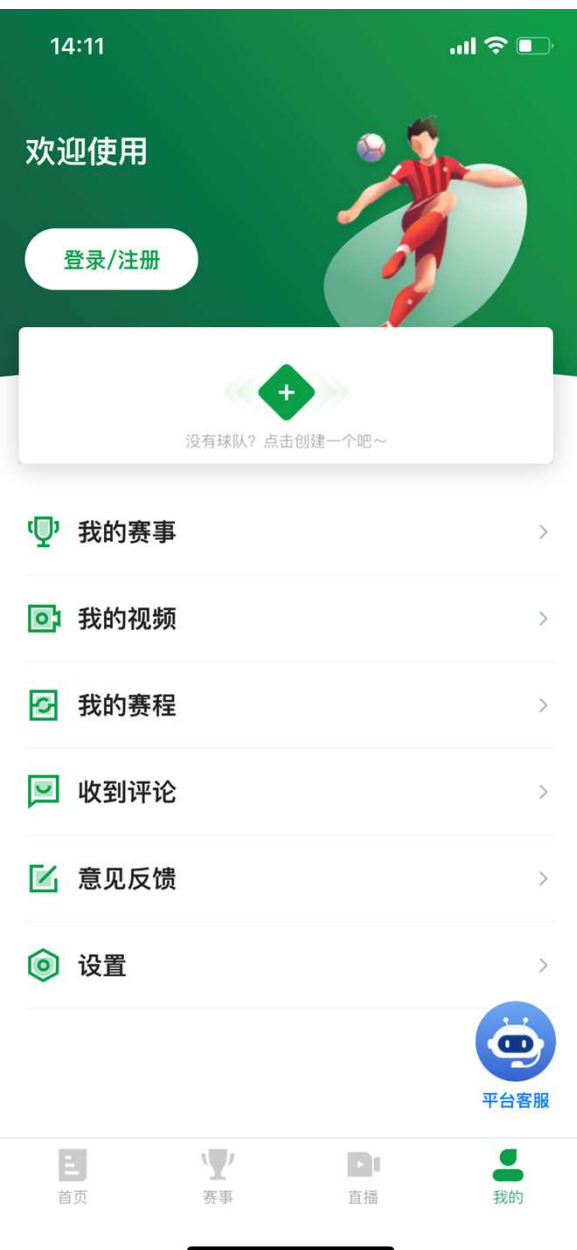 14:11
欢迎使用
登录/注册
没有球队？点击创建一个吧～
我的赛事
我的视频
我的赛程
收到评论
意见反馈
设置
平台客服
首页
赛事
直播
我的